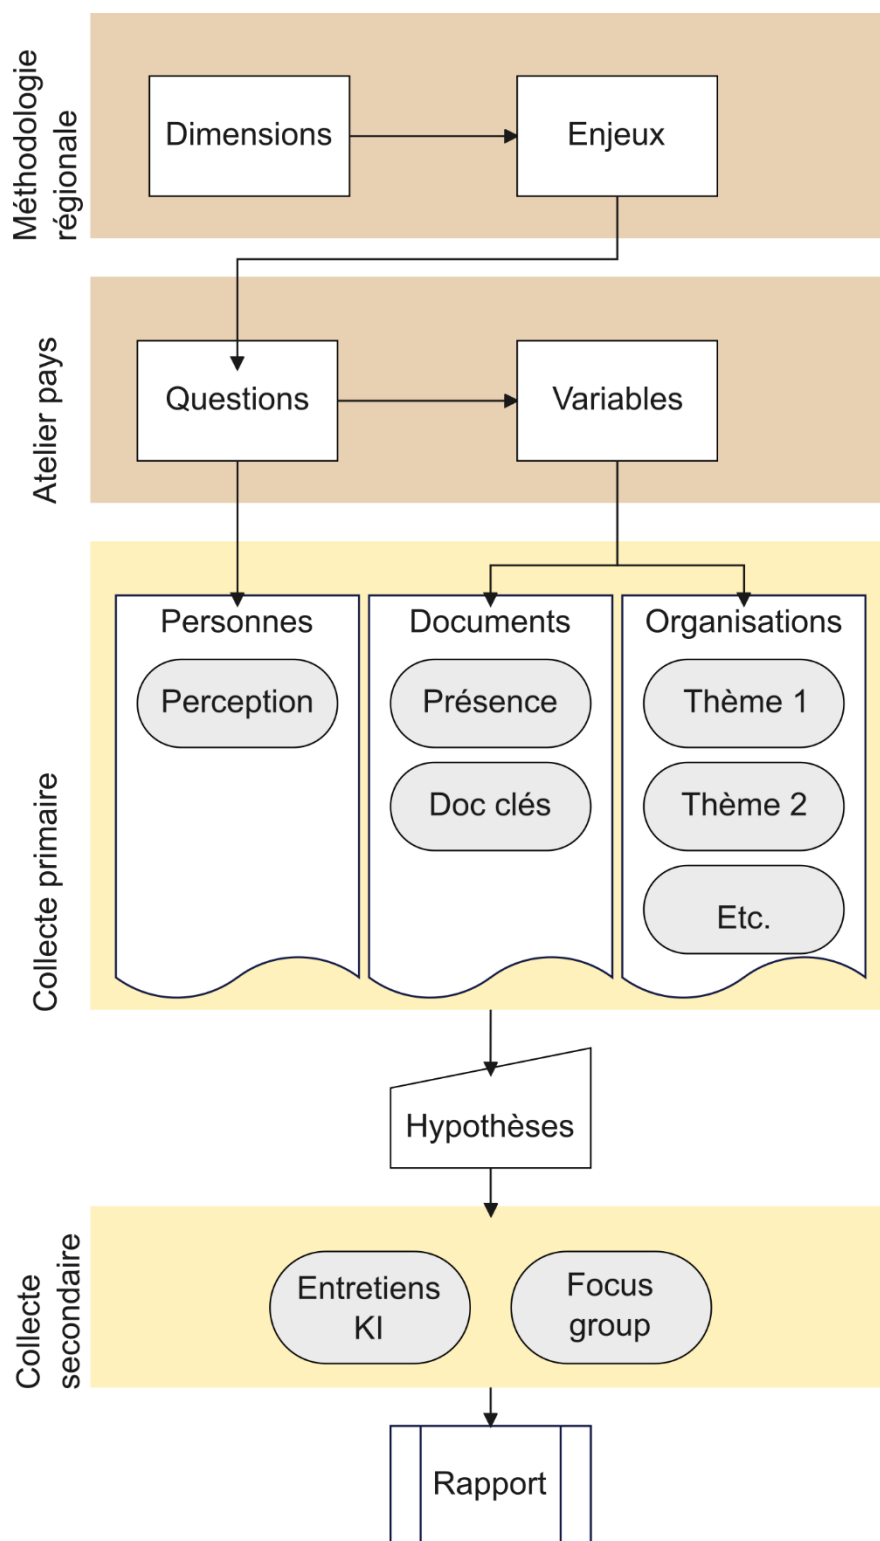 Méthodologie
régionale
Dimensions
Enjeux
Atelier pays
Questions
Variables
Collecte primaire
Personnes
Perception
Documents
Présence
Doc clés
Organisations
Thème 1
Thème 2
Etc.
Hypothèses
Collecte
secondaire
Entretiens
KI
Focus
group
Rapport